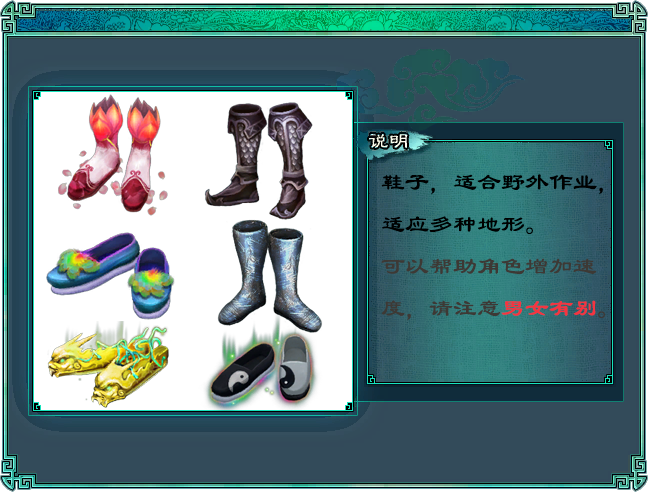 说明
鞋子，适合野外作业，
适应多种地形。
可以帮助角色增加速
度，请注意男女有别。